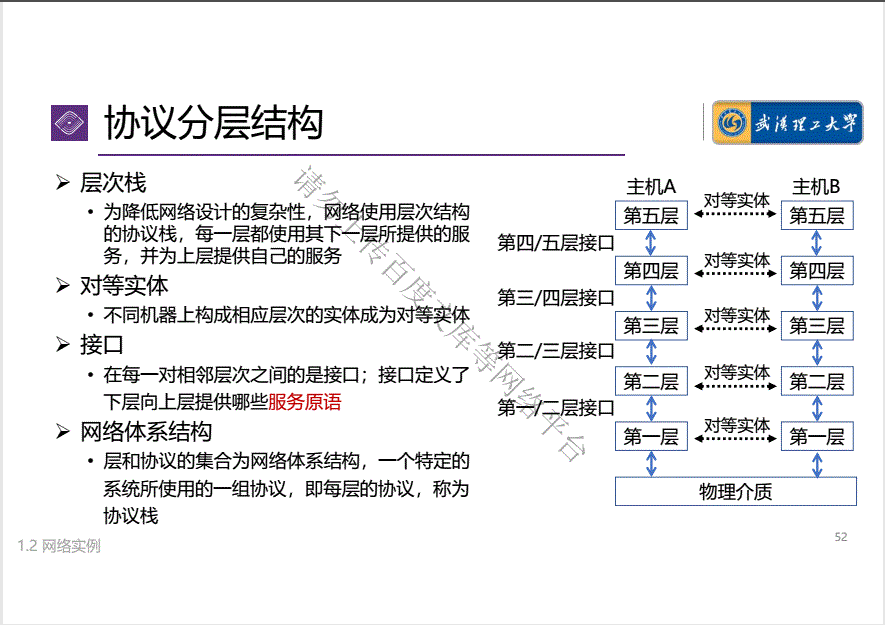 协议分层结构
武汉理工大学
层次栈
为降低网络设计的复杂性，网络使用层次结构
的协议栈，每一层都使用其下一层所提供的服
务，并为上层提供自己的服务
对等实体
不同机器上构成相应层次的实体成为对等实体
接口
在每一对相邻层次之间的是接口；接口定义了
下层向上层提供哪些服务原语
网络体系结构
层和协议的集合为网络体系结构，一个特定的
系统所使用的一组协议，即每层的协议，称为
协议栈
主机A 主机B
第五层 对等实体 第五层
第四/五层接口
第四层 对等实体 第四层
第三/四层接口
第三层 对等实体 第三层
第二/三层接口
第二层 对等实体 第二层
第一/二层接口
第一层 对等实体 第一层
物理介质
请勿上传百度文库等网络平台
1.2 网络实例
52